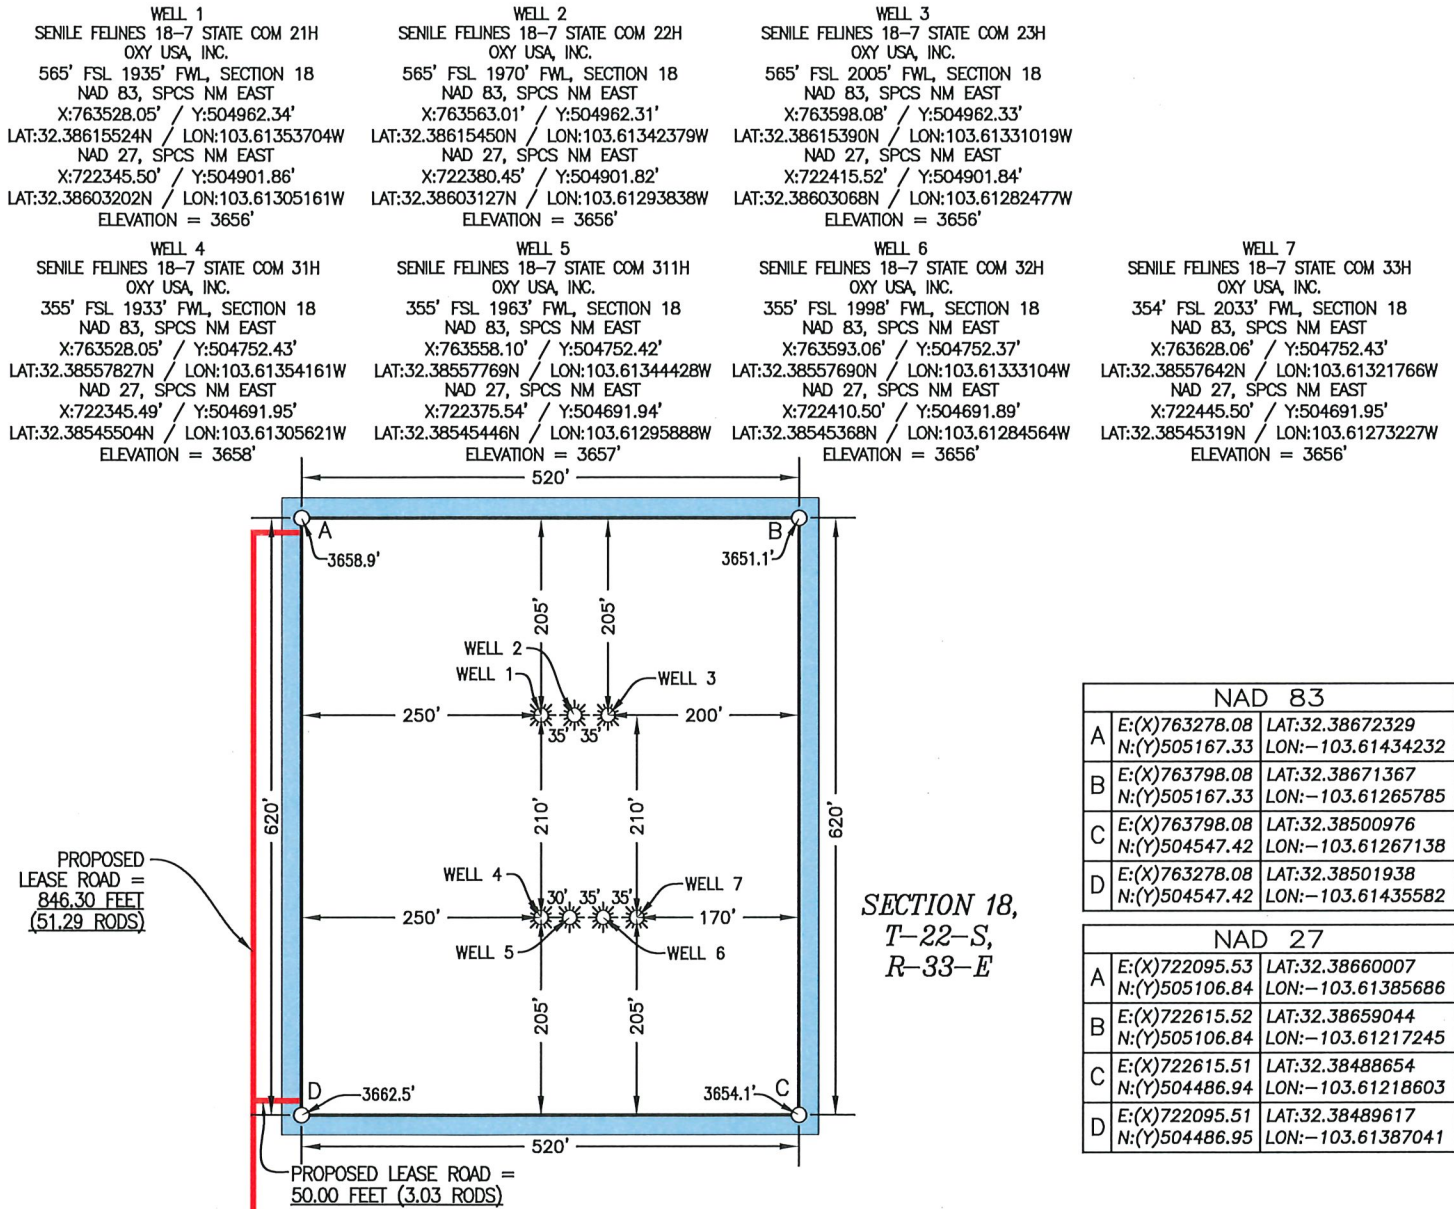 WELL 1
SENILE FELINES 18-7 STATE COM 21H
OXY USA, INC.
565' FSL 1935' FWL, SECTION 18
NAD 83, SPCS NM EAST
X:763528.05' / Y:504962.34'
LAT:32.38615524N / LON:103.61353704W
NAD 27, SPCS NM EAST
X:722345.50' / Y:504901.86'
LAT:32.38603202N / LON:103.61305161W
ELEVATION = 3656'
WELL 2
SENILE FELINES 18-7 STATE COM 22H
OXY USA, INC.
565' FSL 1970' FWL, SECTION 18
NAD 83, SPCS NM EAST
X:763563.01' / Y:504962.31'
LAT:32.38615450N / LON:103.61342379W
NAD 27, SPCS NM EAST
X:722380.45' / Y:504901.82'
LAT:32.38603127N / LON:103.61293838W
ELEVATION = 3656'
WELL 3
SENILE FELINES 18-7 STATE COM 23H
OXY USA, INC.
565' FSL 2005' FWL, SECTION 18
NAD 83, SPCS NM EAST
X:763598.08' / Y:504962.33'
LAT:32.38615390N / LON:103.61331019W
NAD 27, SPCS NM EAST
X:722415.52' / Y:504901.84'
LAT:32.38603068N / LON:103.61282477W
ELEVATION = 3656'
WELL 4
SENILE FELINES 18-7 STATE COM 31H
OXY USA, INC.
355' FSL 1933' FWL, SECTION 18
NAD 83, SPCS NM EAST
X:763528.05' / Y:504752.43'
LAT:32.38557827N / LON:103.61354161W
NAD 27, SPCS NM EAST
X:722345.49' / Y:504691.95'
LAT:32.38545504N / LON:103.61305621W
ELEVATION = 3658'
WELL 5
SENILE FELINES 18-7 STATE COM 311H
OXY USA, INC.
355' FSL 1963' FWL, SECTION 18
NAD 83, SPCS NM EAST
X:763558.10' / Y:504752.42'
LAT:32.38557769N / LON:103.61344428W
NAD 27, SPCS NM EAST
X:722375.54' / Y:504691.94'
LAT:32.38545446N / LON:103.61295888W
ELEVATION = 3657'
WELL 6
SENILE FELINES 18-7 STATE COM 32H
OXY USA, INC.
355' FSL 1998' FWL, SECTION 18
NAD 83, SPCS NM EAST
X:763593.06' / Y:504752.37'
LAT:32.38557690N / LON:103.61333104W
NAD 27, SPCS NM EAST
X:722410.50' / Y:504691.89'
LAT:32.38545368N / LON:103.61284564W
ELEVATION = 3656'
WELL 7
SENILE FELINES 18-7 STATE COM 33H
OXY USA, INC.
354' FSL 2033' FWL, SECTION 18
NAD 83, SPCS NM EAST
X:763628.06' / Y:504752.43'
LAT:32.38557642N / LON:103.61321766W
NAD 27, SPCS NM EAST
X:722445.50' / Y:504691.95'
LAT:32.38545319N / LON:103.61273227W
ELEVATION = 3656'
520'
A
B
3658.9'
3651.1'
205'
205'
WELL 2
WELL 1
WELL 3
250'
35'
35'
200'
620'
210'
210'
620'
PROPOSED
LEASE ROAD =
846.30 FEET
(51.29 RODS)
WELL 4
30'
35'
35'
WELL 7
250'
170'
WELL 5
WELL 6
SECTION 18,
T-22-S,
R-33-E
205'
205'
D
3662.5'
3654.1'
C
520'
PROPOSED LEASE ROAD =
50.00 FEET (3.03 RODS)
NAD 83
A E:(X)763278.08 LAT:32.38672329
N:(Y)505167.33 LON:-103.61434232
B E:(X)763798.08 LAT:32.38671367
N:(Y)505167.33 LON:-103.61265785
C E:(X)763798.08 LAT:32.38500976
N:(Y)504547.42 LON:-103.61267138
D E:(X)763278.08 LAT:32.38501938
N:(Y)504547.42 LON:-103.61435582
NAD 27
A E:(X)722095.53 LAT:32.38660007
N:(Y)505106.84 LON:-103.61385686
B E:(X)722615.52 LAT:32.38659044
N:(Y)505106.84 LON:-103.61217245
C E:(X)722615.51 LAT:32.38488654
N:(Y)504486.94 LON:-103.61218603
D E:(X)722095.51 LAT:32.38489617
N:(Y)504486.95 LON:-103.61387041